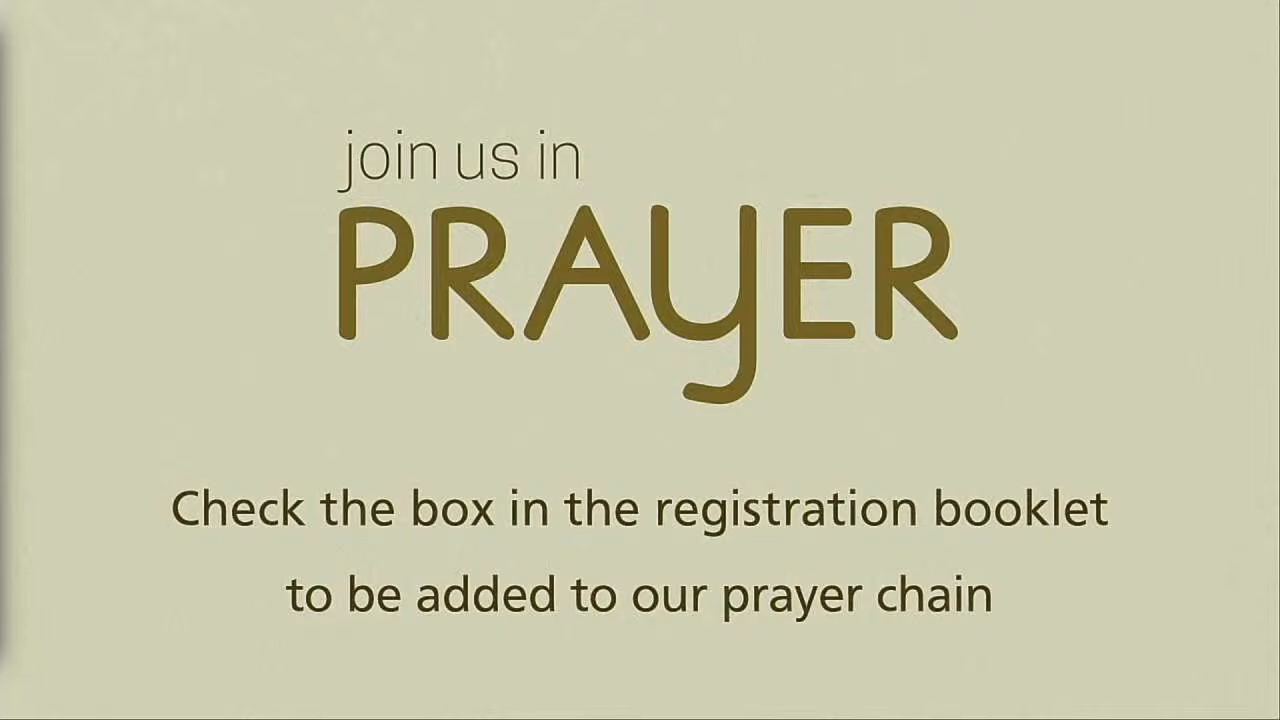 join us in
PRAyER
Check the box in the registration booklet
to be added to our prayer chain